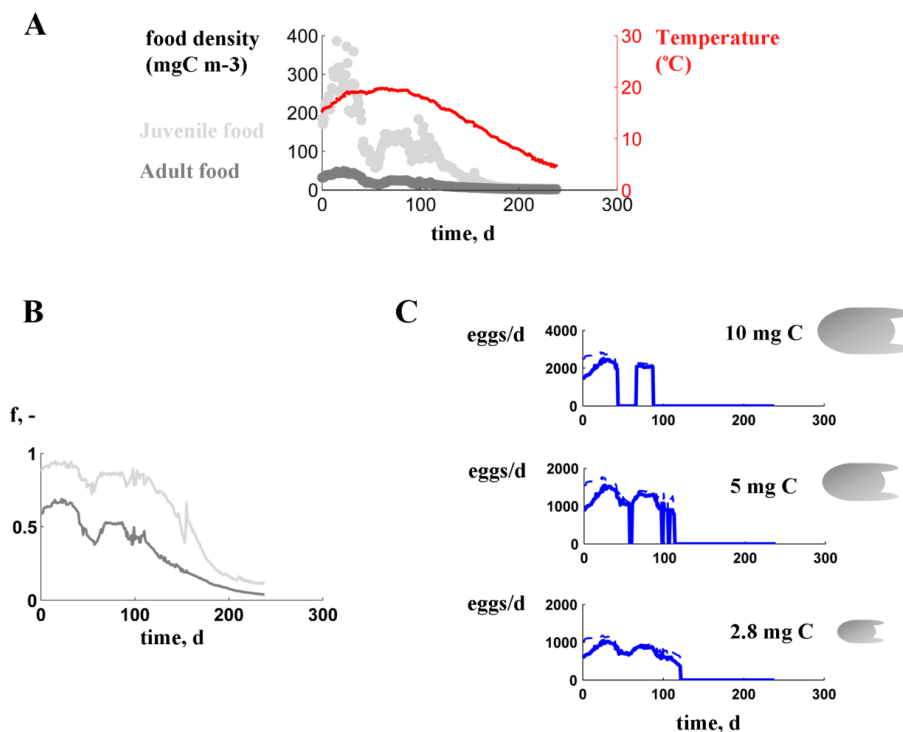 A
food density
(mgC m-3)
Juvenile food
Adult food
400
300
200
100
0
0
100
200
300
time, d
30
20
10
0
Temperature
(ºC)
B
f, -
1
0.5
0
0
100
200
300
time, d
C
eggs/d
4000
2000
0
0
100
200
300
10 mg C
eggs/d
2000
1000
0
0
100
200
300
5 mg C
eggs/d
2000
1000
0
0
100
200
300
2.8 mg C
time, d